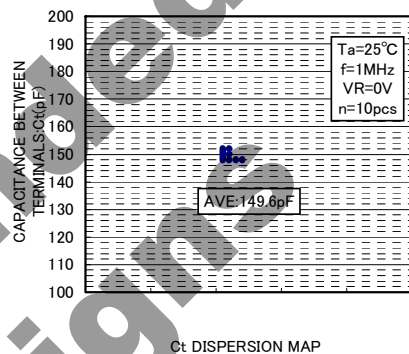 200
190
180
170
160
150
140
130
120
110
100
CAPACITANCE BETWEEN
TERMINALS:Ct(pF)
Ta=25℃
f=1MHz
VR=0V
n=10pcs
AVE:149.6pF
Ct DISPERSION MAP